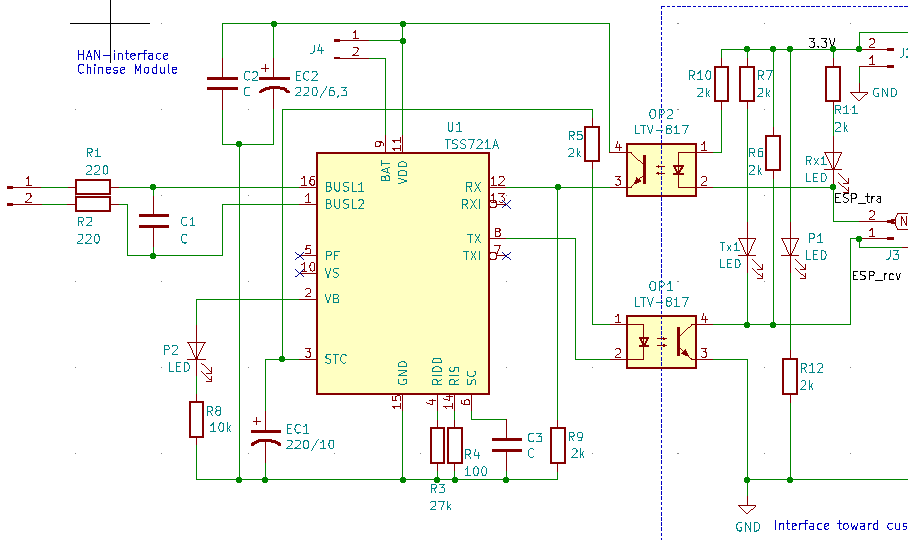 HAN-interface
Chinese Module
J4
1
2
C2
C
EC2
220/6,3
+
3.3V
2
1
GND
R10
2k
R7
2k
R11
2k
OP2
LTV-817
4
3
1
2
R5
2k
R6
2k
Rx1
LED
U1
TSS721A
9
11
BAT
VDD
R1
220
1
2
R2
220
C1
C
16
BUSL1
1
BUSL2
5
PF
10
VS
2
VB
3
STC
RX
12
RXI
13
TX
8
TXI
7
GND
15
RIDD
4
RIS
14
SC
6
ESP_tra
2
N
1
J3
ESP_rcv
Tx1
LED
P1
LED
OP1
LTV-817
1
2
4
3
P2
LED
R8
10k
+
EC1
220/10
R3
27k
R4
100
C3
C
R9
2k
R12
2k
GND
Interface toward cus